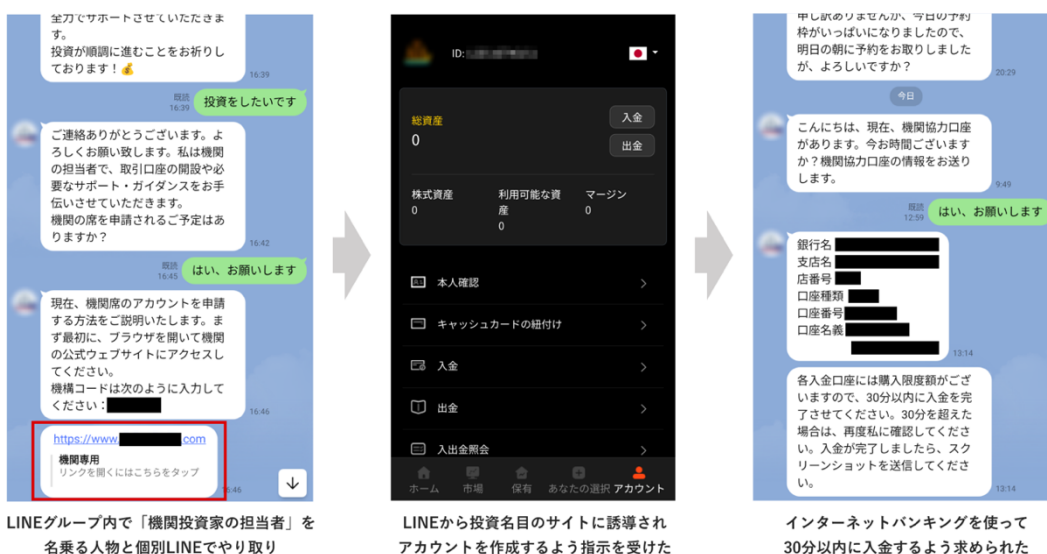 全力でサポートさせていただきま
す。
投資が順調に進むことをお祈りし
ております！💰
16:39
既読
16:39
投資をしたいです
ご連絡ありがとうございます。よ
ろしくお願い致します。私は機関
の担当者で、取引口座の開設や必
要なサポート・ガイダンスをお手
伝いさせていただきます。
機関の席を申請されるご予定はあ
りますか？
16:42
既読
16:45
はい、お願いします
現在、機関席のアカウントを申請
する方法をご説明いたします。ま
ず最初に、ブラウザを開いて機関
の公式ウェブサイトにアクセスし
てください。
機構コードは次のように入力して
ください：
16:46
https://www. .com
機関専用
リンクを開くにはこちらをタップ
16:46
LINEグループ内で「機関投資家の担当者」を
名乗る人物と個別LINEでやり取り
ID:
総資産
0
入金
出金
株式資産
0
利用可能な資
産
0
マージン
0
本人確認
キャッシュカードの紐付け
入金
出金
入出金照会
ホーム 市場 保有 あなたの選択 アカウント
LINEから投資名目のサイトに誘導され
アカウントを作成するよう指示を受けた
申し訳ありませんが、今日の予約
枠がいっぱいになりましたので、
明日の朝に予約をお取りしました
が、よろしいですか？
20:29
今日
こんにちは、現在、機関協力口座
があります。今お時間ございます
か？機関協力口座の情報をお送り
します。
9:49
既読
12:59
はい、お願いします
銀行名
支店名
店番号
口座種類
口座番号
口座名義
13:14
各入金口座には購入限度額がござ
いますので、30分以内に入金を完
了させてください。30分を超えた
場合は、再度私に確認してくださ
い。入金が完了しましたら、スク
リーンショットを送信してくださ
い。
13:14
インターネットバンキングを使って
30分以内に入金するよう求められた